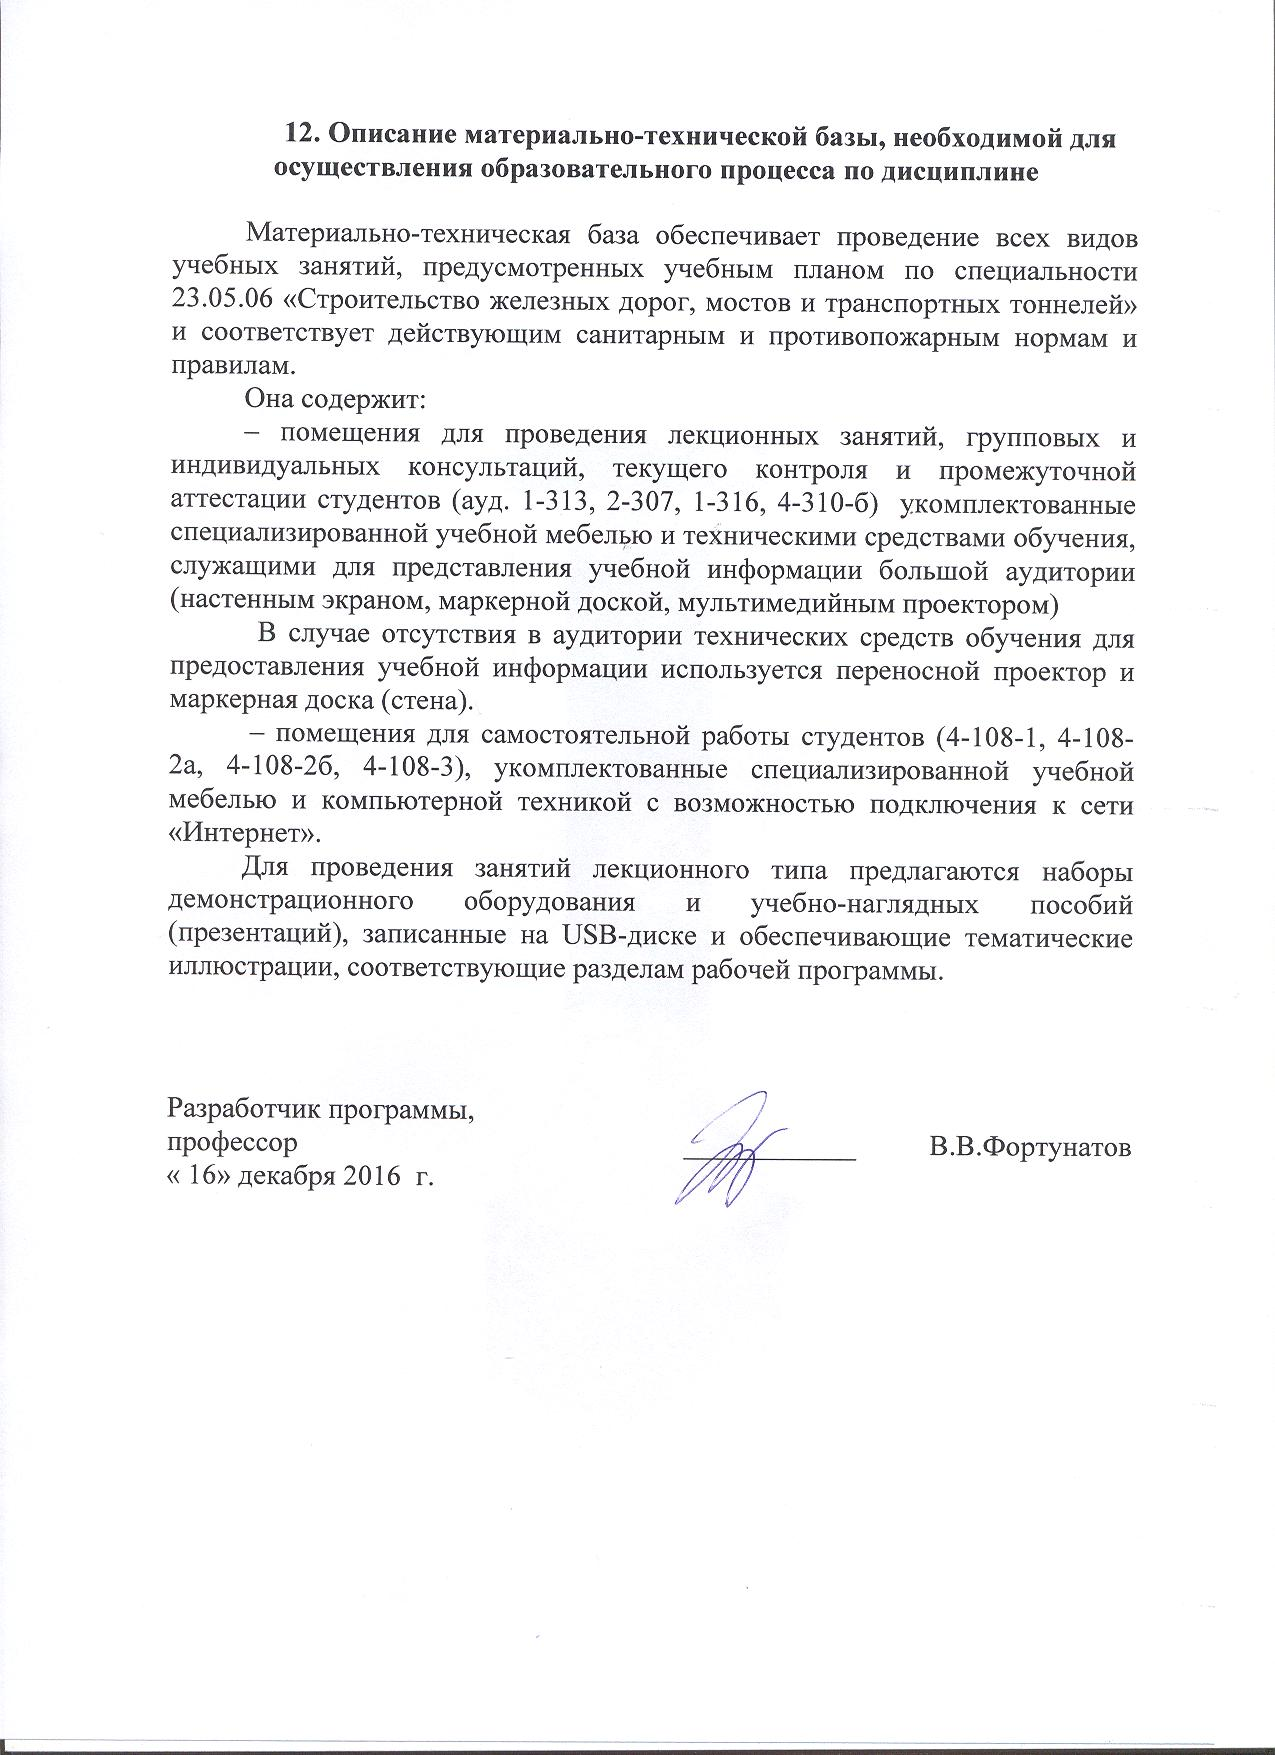 12. Описание материально-технической базы, необходимой для
осуществления образовательного процесса по дисциплине
Материально-техническая база обеспечивает проведение всех видов
учебных занятий, предусмотренных учебным планом по специальности
23.05.06 «Строительство железных дорог, мостов и транспортных тоннелей»
и соответствует действующим санитарным и противопожарным нормам и
правилам.
Она содержит:
– помещения для проведения лекционных занятий, групповых и
индивидуальных консультаций, текущего контроля и промежуточной
аттестации студентов (ауд. 1-313, 2-307, 1-316, 4-310-б) укомплектованные
специализированной учебной мебелью и техническими средствами обучения,
служащими для представления учебной информации большой аудитории
(настенным экраном, маркерной доской, мультимедийным проектором)
В случае отсутствия в аудитории технических средств обучения для
предоставления учебной информации используется переносной проектор и
маркерная доска (стена).
– помещения для самостоятельной работы студентов (4-108-1, 4-108-
2а, 4-108-2б, 4-108-3), укомплектованные специализированной учебной
мебелью и компьютерной техникой с возможностью подключения к сети
«Интернет».
Для проведения занятий лекционного типа предлагаются наборы
демонстрационного оборудования и учебно-наглядных пособий
(презентаций), записанные на USB-диске и обеспечивающие тематические
иллюстрации, соответствующие разделам рабочей программы.
Разработчик программы,
профессор В.В.Фортунатов
« 16» декабря 2016 г.